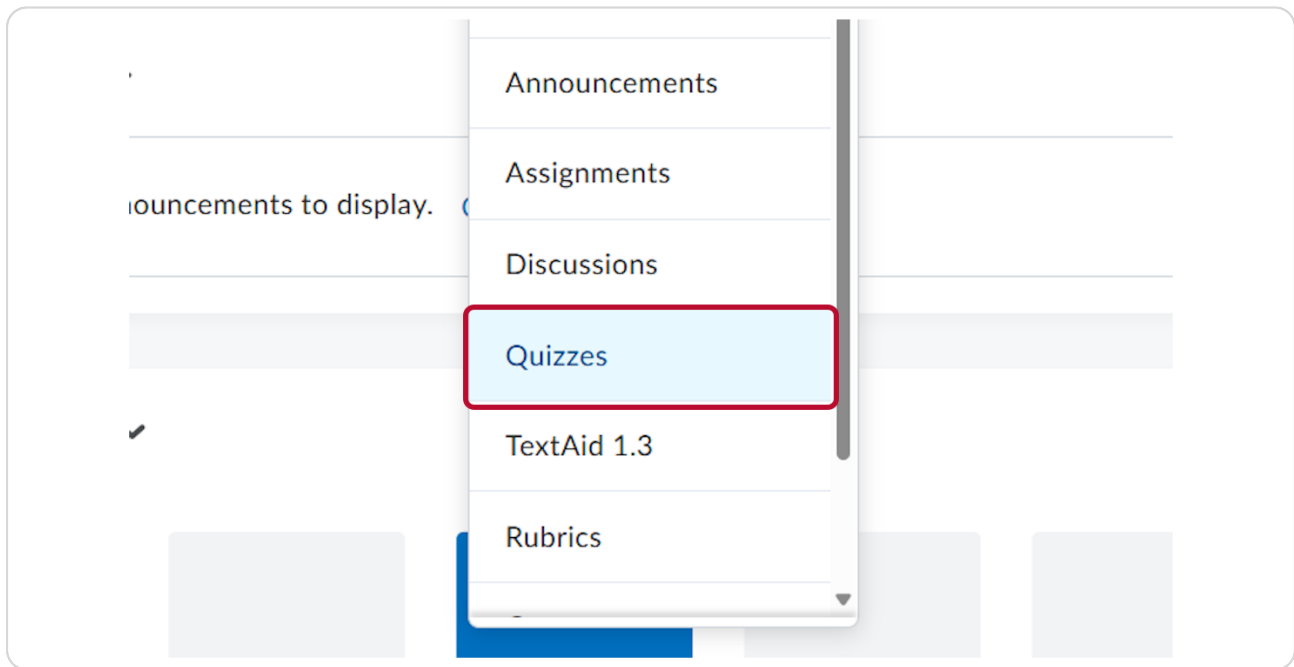 Announcements
Assignments
ouncements to display.
Discussions
Quizzes
TextAid 1.3
Rubrics